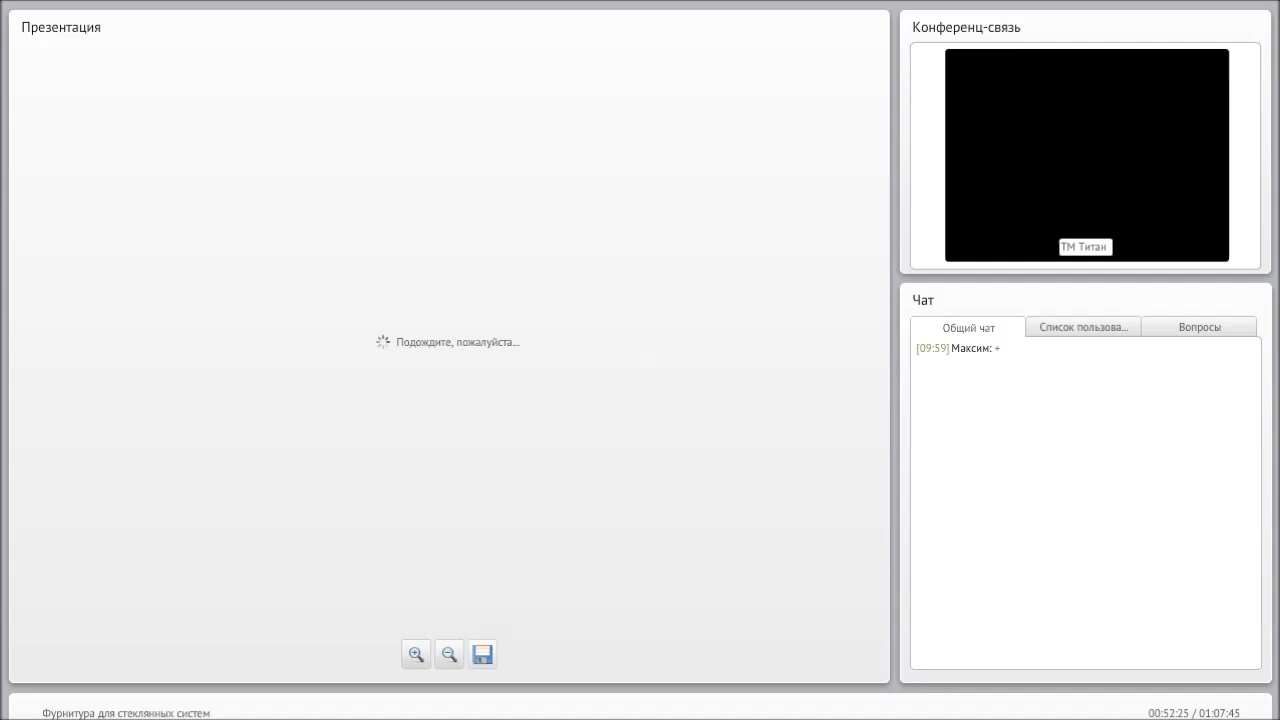 Презентация
Подождите, пожалуйста...
Конференц-связь
ТМ Титан
Чат
Общий чат
Список пользова...
Вопросы
[09:59] Максим: +
Фурнитура для стеклянных систем
00:52:25 / 01:07:45